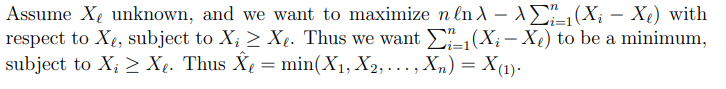 Assume X_ℓ unknown, and we want to maximize n ℓn λ − λ∑_{i=1}^{n}(X_i − X_ℓ) with
respect to X_ℓ, subject to X_i ≥ X_ℓ. Thus we want ∑_{i=1}^{n}(X_i − X_ℓ) to be a minimum,
subject to X_i ≥ X_ℓ. Thus X̂_ℓ = min(X_1, X_2, . . . , X_n) = X_{(1)}.